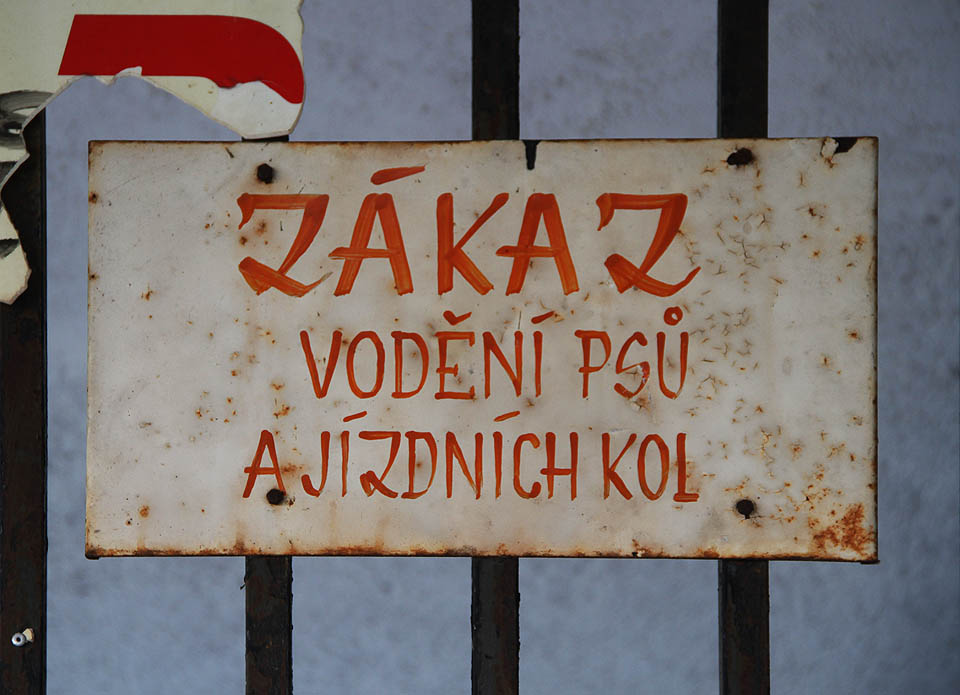 ZÁKAZ
VODĚNÍ PSŮ
A JÍZDNÍCH KOL